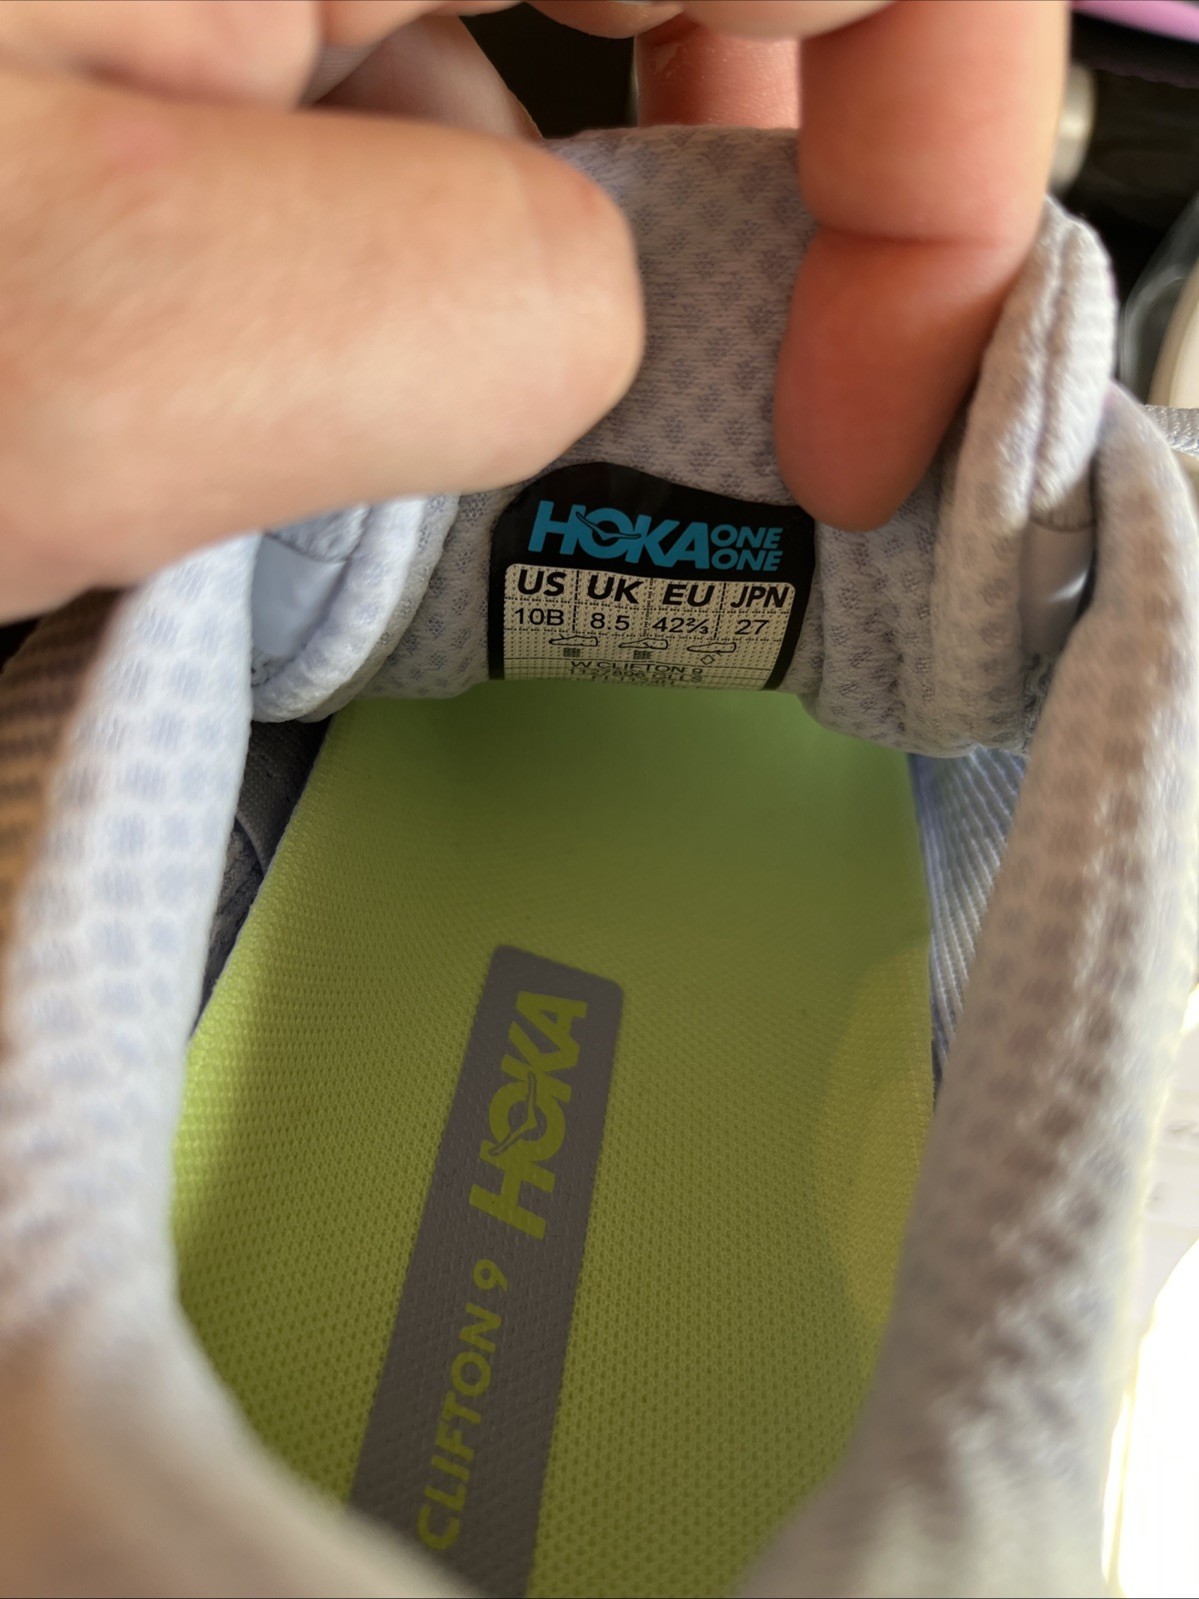 HOKA ONE ONE
US UK EU JPN
10B 8.5 42⅔ 27
W CLIFTON 9
HOKA
CLIFTON 9